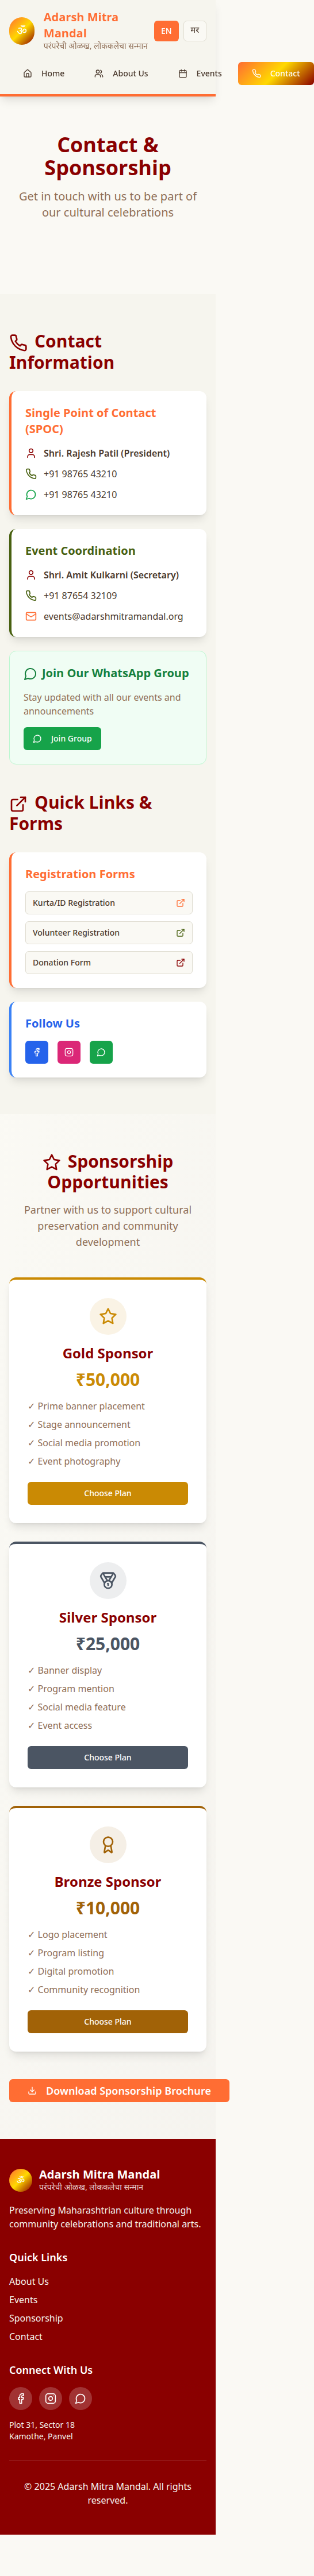 ॐ
Adarsh Mitra
Mandal
परंपरेची ओळख, लोककलेचा सन्मान
EN
मर
Home
About Us
Events
Contact
Contact &
Sponsorship
Get in touch with us to be part of
our cultural celebrations
Contact
Information
Single Point of Contact
(SPOC)
Shri. Rajesh Patil (President)
+91 98765 43210
+91 98765 43210
Event Coordination
Shri. Amit Kulkarni (Secretary)
+91 87654 32109
events@adarshmitramandal.org
Join Our WhatsApp Group
Stay updated with all our events and
announcements
Join Group
Quick Links &
Forms
Registration Forms
Kurta/ID Registration
Volunteer Registration
Donation Form
Follow Us
Sponsorship
Opportunities
Partner with us to support cultural
preservation and community
development
Gold Sponsor
₹50,000
✓ Prime banner placement
✓ Stage announcement
✓ Social media promotion
✓ Event photography
Choose Plan
Silver Sponsor
₹25,000
✓ Banner display
✓ Program mention
✓ Social media feature
✓ Event access
Choose Plan
Bronze Sponsor
₹10,000
✓ Logo placement
✓ Program listing
✓ Digital promotion
✓ Community recognition
Choose Plan
Download Sponsorship Brochure
ॐ
Adarsh Mitra Mandal
परंपरेची ओळख, लोककलेचा सन्मान
Preserving Maharashtrian culture through
community celebrations and traditional arts.
Quick Links
About Us
Events
Sponsorship
Contact
Connect With Us
Plot 31, Sector 18
Kamothe, Panvel
© 2025 Adarsh Mitra Mandal. All rights
reserved.